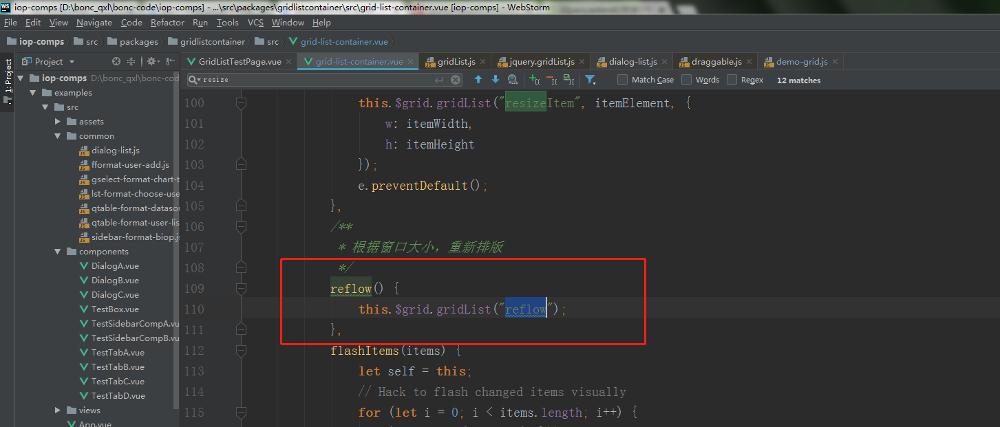 iop-comps [D:\bonc_qxl\bonc-code\iop-comps] - ...\src\packages\gridlistcontainer\src\grid-list-container.vue [iop-comps] - WebStorm
File Edit View Navigate Code Refactor Run Tools VCS Window Help
iop-comps src packages gridlistcontainer src grid-list-container.vue
1: Project
Project
GridListTestPage.vue grid-list-container.vue gridList.js jquery.gridList.js dialog-list.js draggable.js demo-grid.js
resize Match Case Words Regex 12 matches
iop-comps D:\bonc_qxl\bonc-cod
examples
src
assets
common
dialog-list.js
fformat-user-add.js
gselect-format-chart-t
lst-format-choose-use
qtable-format-dataso
qtable-format-user-lis
sidebar-format-biop.js
components
DialogA.vue
DialogB.vue
DialogC.vue
TestBox.vue
TestSidebarCompA.vu
TestSidebarCompB.vu
TestTabA.vue
TestTabB.vue
TestTabC.vue
TestTabD.vue
views
App.vue
100 this.$grid.gridList("resizeItem", itemElement, {
101 w: itemWidth,
102 h: itemHeight
103 });
104 e.preventDefault();
105 },
106 /**
107 * 根据窗口大小，重新排版
108 */
109 reflow() {
110 this.$grid.gridList("reflow");
111 },
112 flashItems(items) {
113 let self = this;
114 // Hack to flash changed items visually
115 for (let i = 0; i < items.length; i++) {